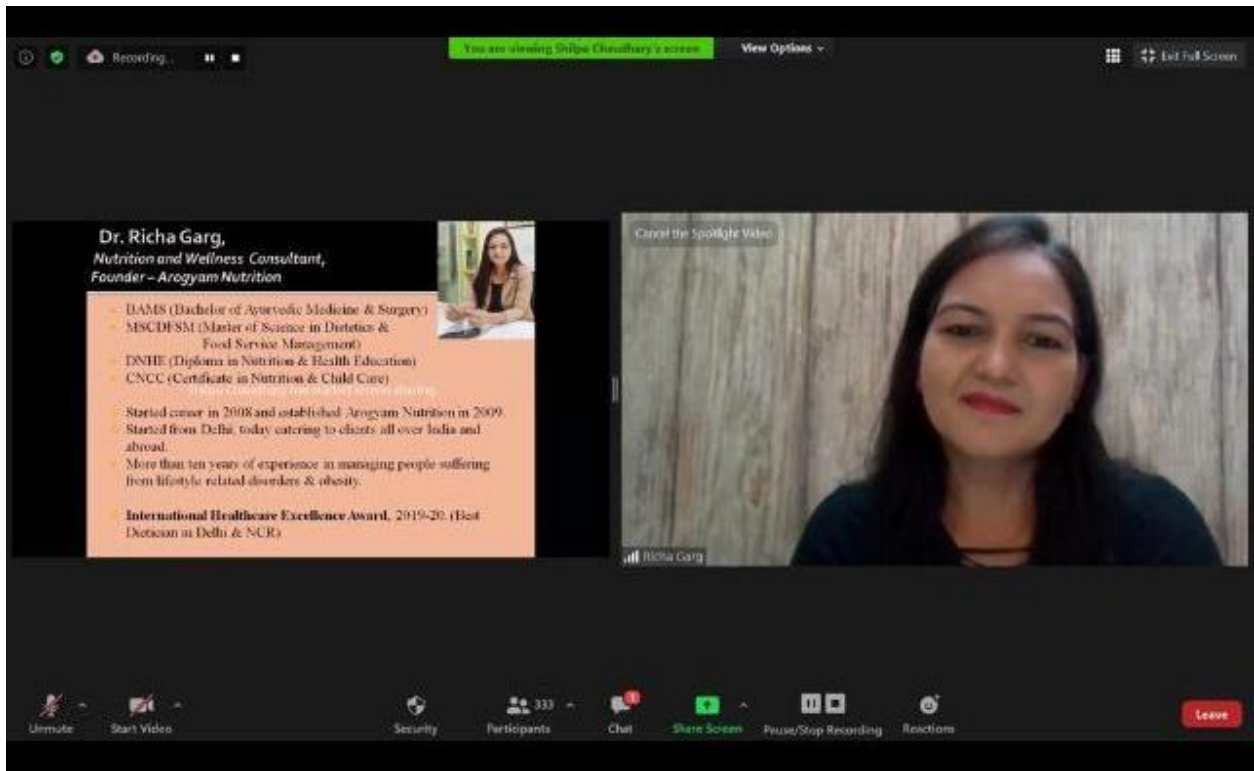 Recording...
You are viewing Shilpa Chaudhary's screen
View Options
Exit Full Screen
Dr. Richa Garg,
Nutrition and Wellness Consultant,
Founder – Arogyam Nutrition
BAMS (Bachelor of Ayurvedic Medicine & Surgery)
MSCDFSM (Master of Science in Dietetics &
Food Service Management)
DNHE (Diploma in Nutrition & Health Education)
CNCC (Certificate in Nutrition & Child Care)
Started career in 2008 and established Arogyam Nutrition in 2009.
Started from Delhi, today catering to clients all over India and
abroad.
More than ten years of experience in managing people suffering
from lifestyle related disorders & obesity.
International Healthcare Excellence Award, 2019-20. (Best
Dietician in Delhi & NCR)
Cancel the Spotlight Video
Richa Garg
Unmute
Start Video
Security
333
Participants
1
Chat
Share Screen
Pause/Stop Recording
Reactions
Leave